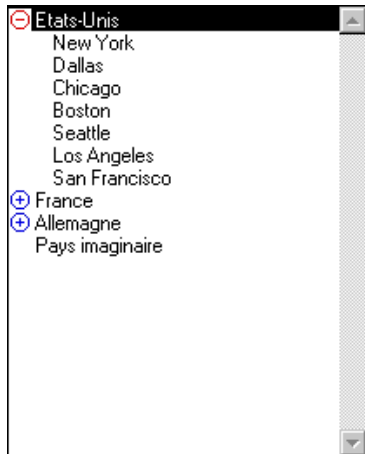 Etats-Unis
New York
Dallas
Chicago
Boston
Seattle
Los Angeles
San Francisco
France
Allemagne
Pays imaginaire